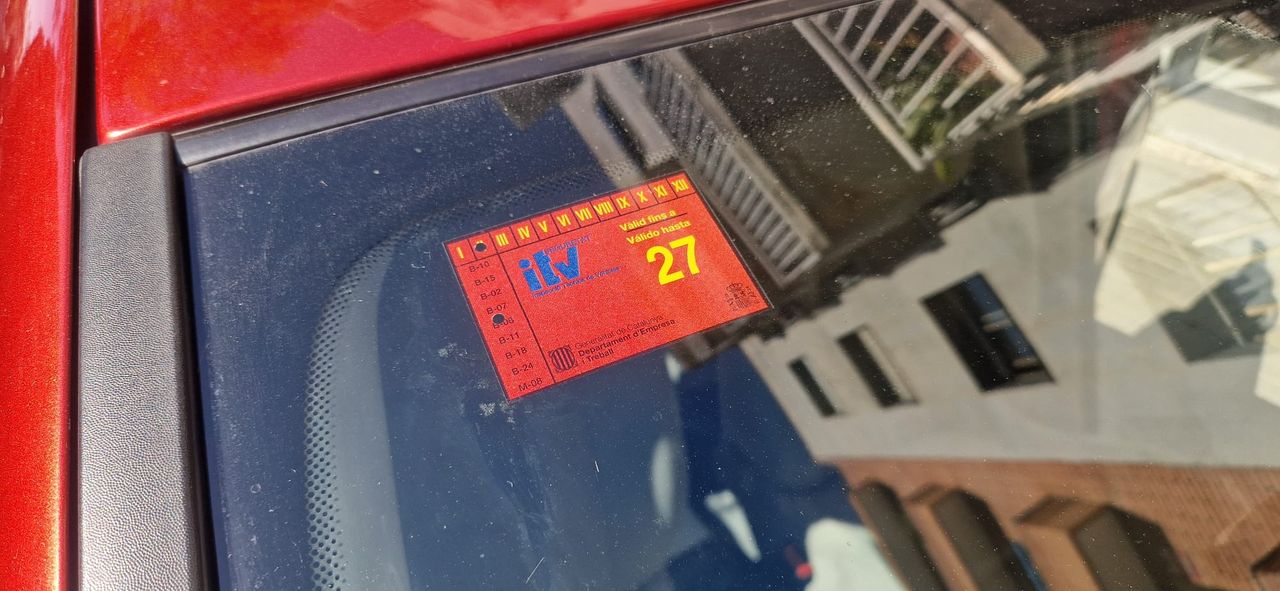 I III IV V VI VII VIII IX X XI XII
B-10
B-15
B-02
B-07
B-11
B-18
B-24
M-08
itv
Vàlid fins a
Válido hasta
27
Generalitat de Catalunya
Departament d'Empresa
i Treball